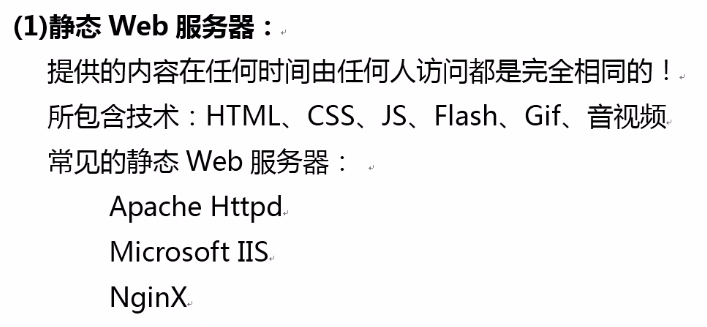 (1)静态 Web 服务器：
提供的内容在任何时间由任何人访问都是完全相同的！
所包含技术：HTML、CSS、JS、Flash、Gif、音视频
常见的静态 Web 服务器：
Apache Httpd
Microsoft IIS
NginX